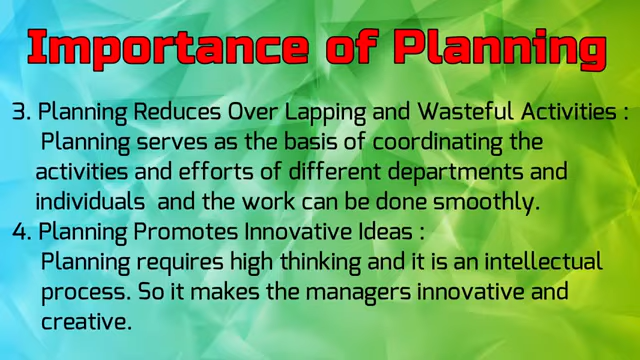 Importance of Planning
3. Planning Reduces Over Lapping and Wasteful Activities :
Planning serves as the basis of coordinating the
activities and efforts of different departments and
individuals and the work can be done smoothly.
4. Planning Promotes Innovative Ideas :
Planning requires high thinking and it is an intellectual
process. So it makes the managers innovative and
creative.